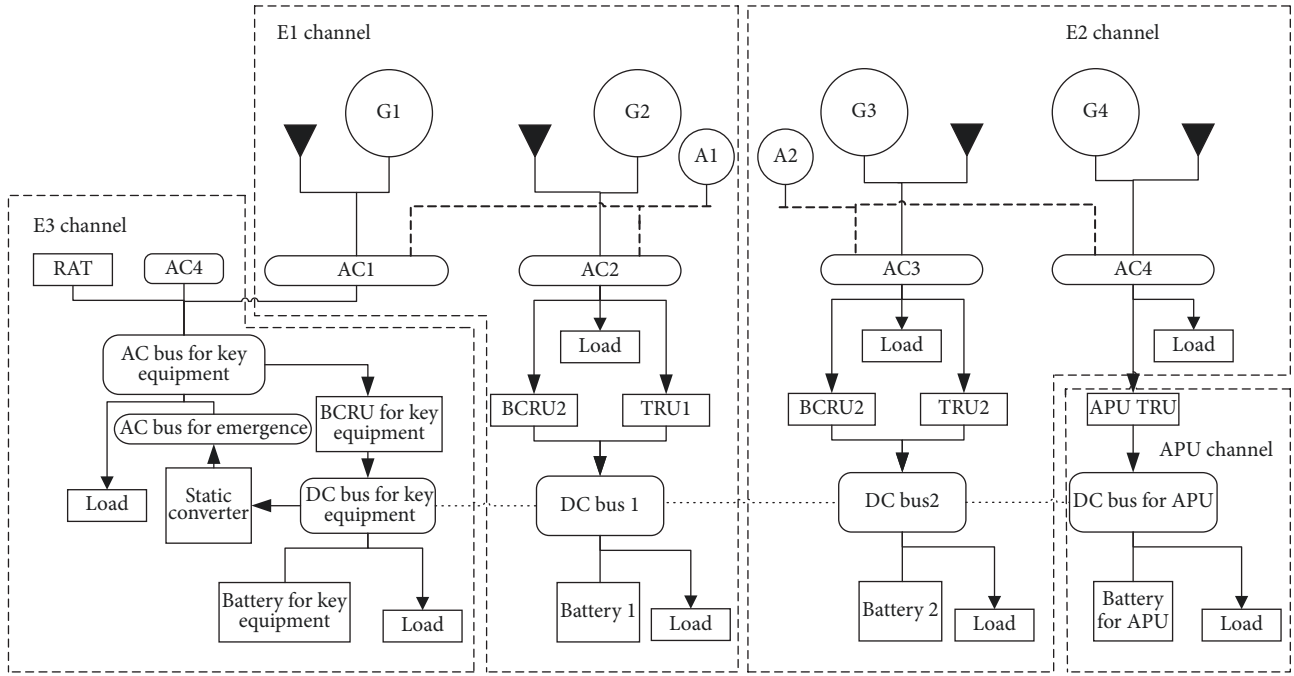 E1 channel
E2 channel
G1
G2
G3
G4
A1
A2
E3 channel
RAT
AC4
AC1
AC2
AC3
AC4
Load
Load
Load
AC bus for key
equipment
BCRU for key
equipment
BCRU2
TRU1
BCRU2
TRU2
APU TRU
AC bus for emergence
APU channel
Load
Static
converter
DC bus for key
equipment
DC bus 1
DC bus2
DC bus for APU
Battery for key
equipment
Load
Battery 1
Load
Battery 2
Load
Battery
for APU
Load